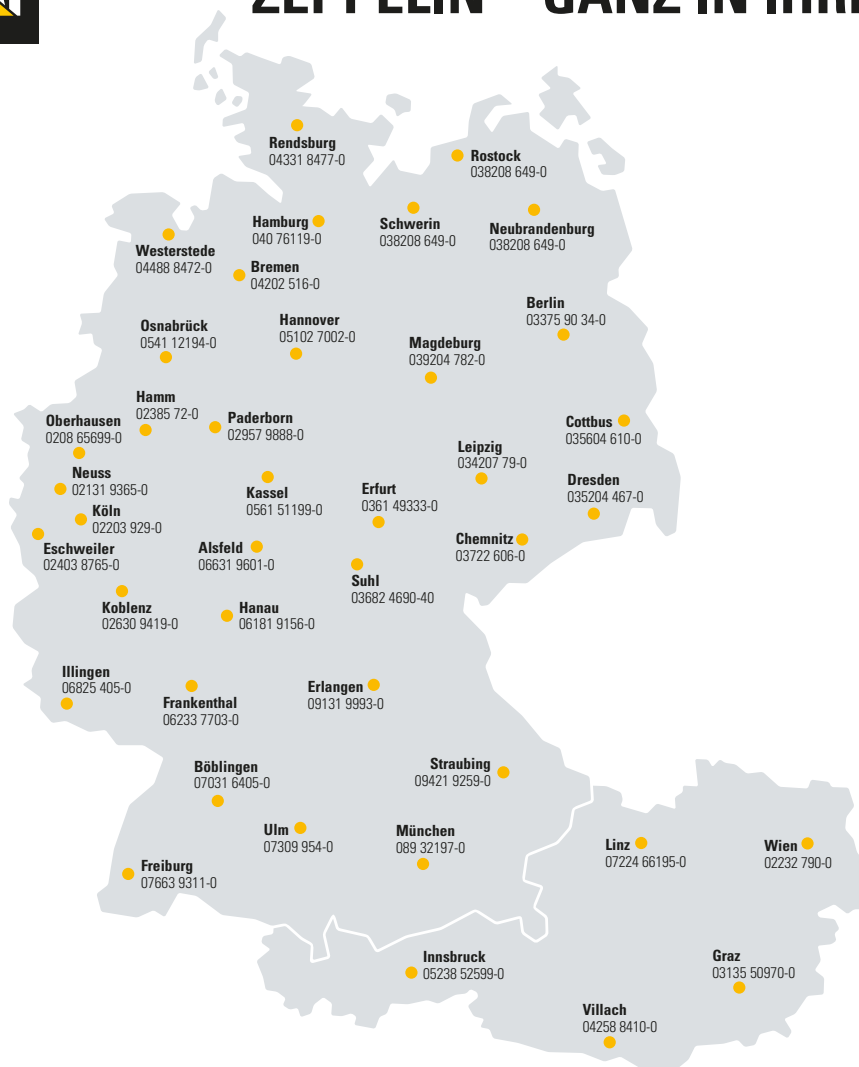 ZEPPELIN GANZ IN IHR
Rendsburg
04331 8477-0
Rostock
038208 649-0
Hamburg
040 76119-0
Schwerin
038208 649-0
Neubrandenburg
038208 649-0
Westerstede
04488 8472-0
Bremen
04202 516-0
Berlin
03375 90 34-0
Osnabrück
0541 12194-0
Hannover
05102 7002-0
Magdeburg
039204 782-0
Hamm
02385 72-0
Oberhausen
0208 65699-0
Paderborn
02957 9888-0
Cottbus
035604 610-0
Leipzig
034207 79-0
Neuss
02131 9365-0
Kassel
0561 51199-0
Erfurt
0361 49333-0
Dresden
035204 467-0
Köln
02203 929-0
Eschweiler
02403 8765-0
Alsfeld
06631 9601-0
Chemnitz
03722 606-0
Suhl
03682 4690-40
Koblenz
02630 9419-0
Hanau
06181 9156-0
Illingen
06825 405-0
Frankenthal
06233 7703-0
Erlangen
09131 9993-0
Böblingen
07031 6405-0
Straubing
09421 9259-0
Ulm
07309 954-0
München
089 32197-0
Linz
07224 66195-0
Wien
02232 790-0
Freiburg
07663 9311-0
Innsbruck
05238 52599-0
Graz
03135 50970-0
Villach
04258 8410-0